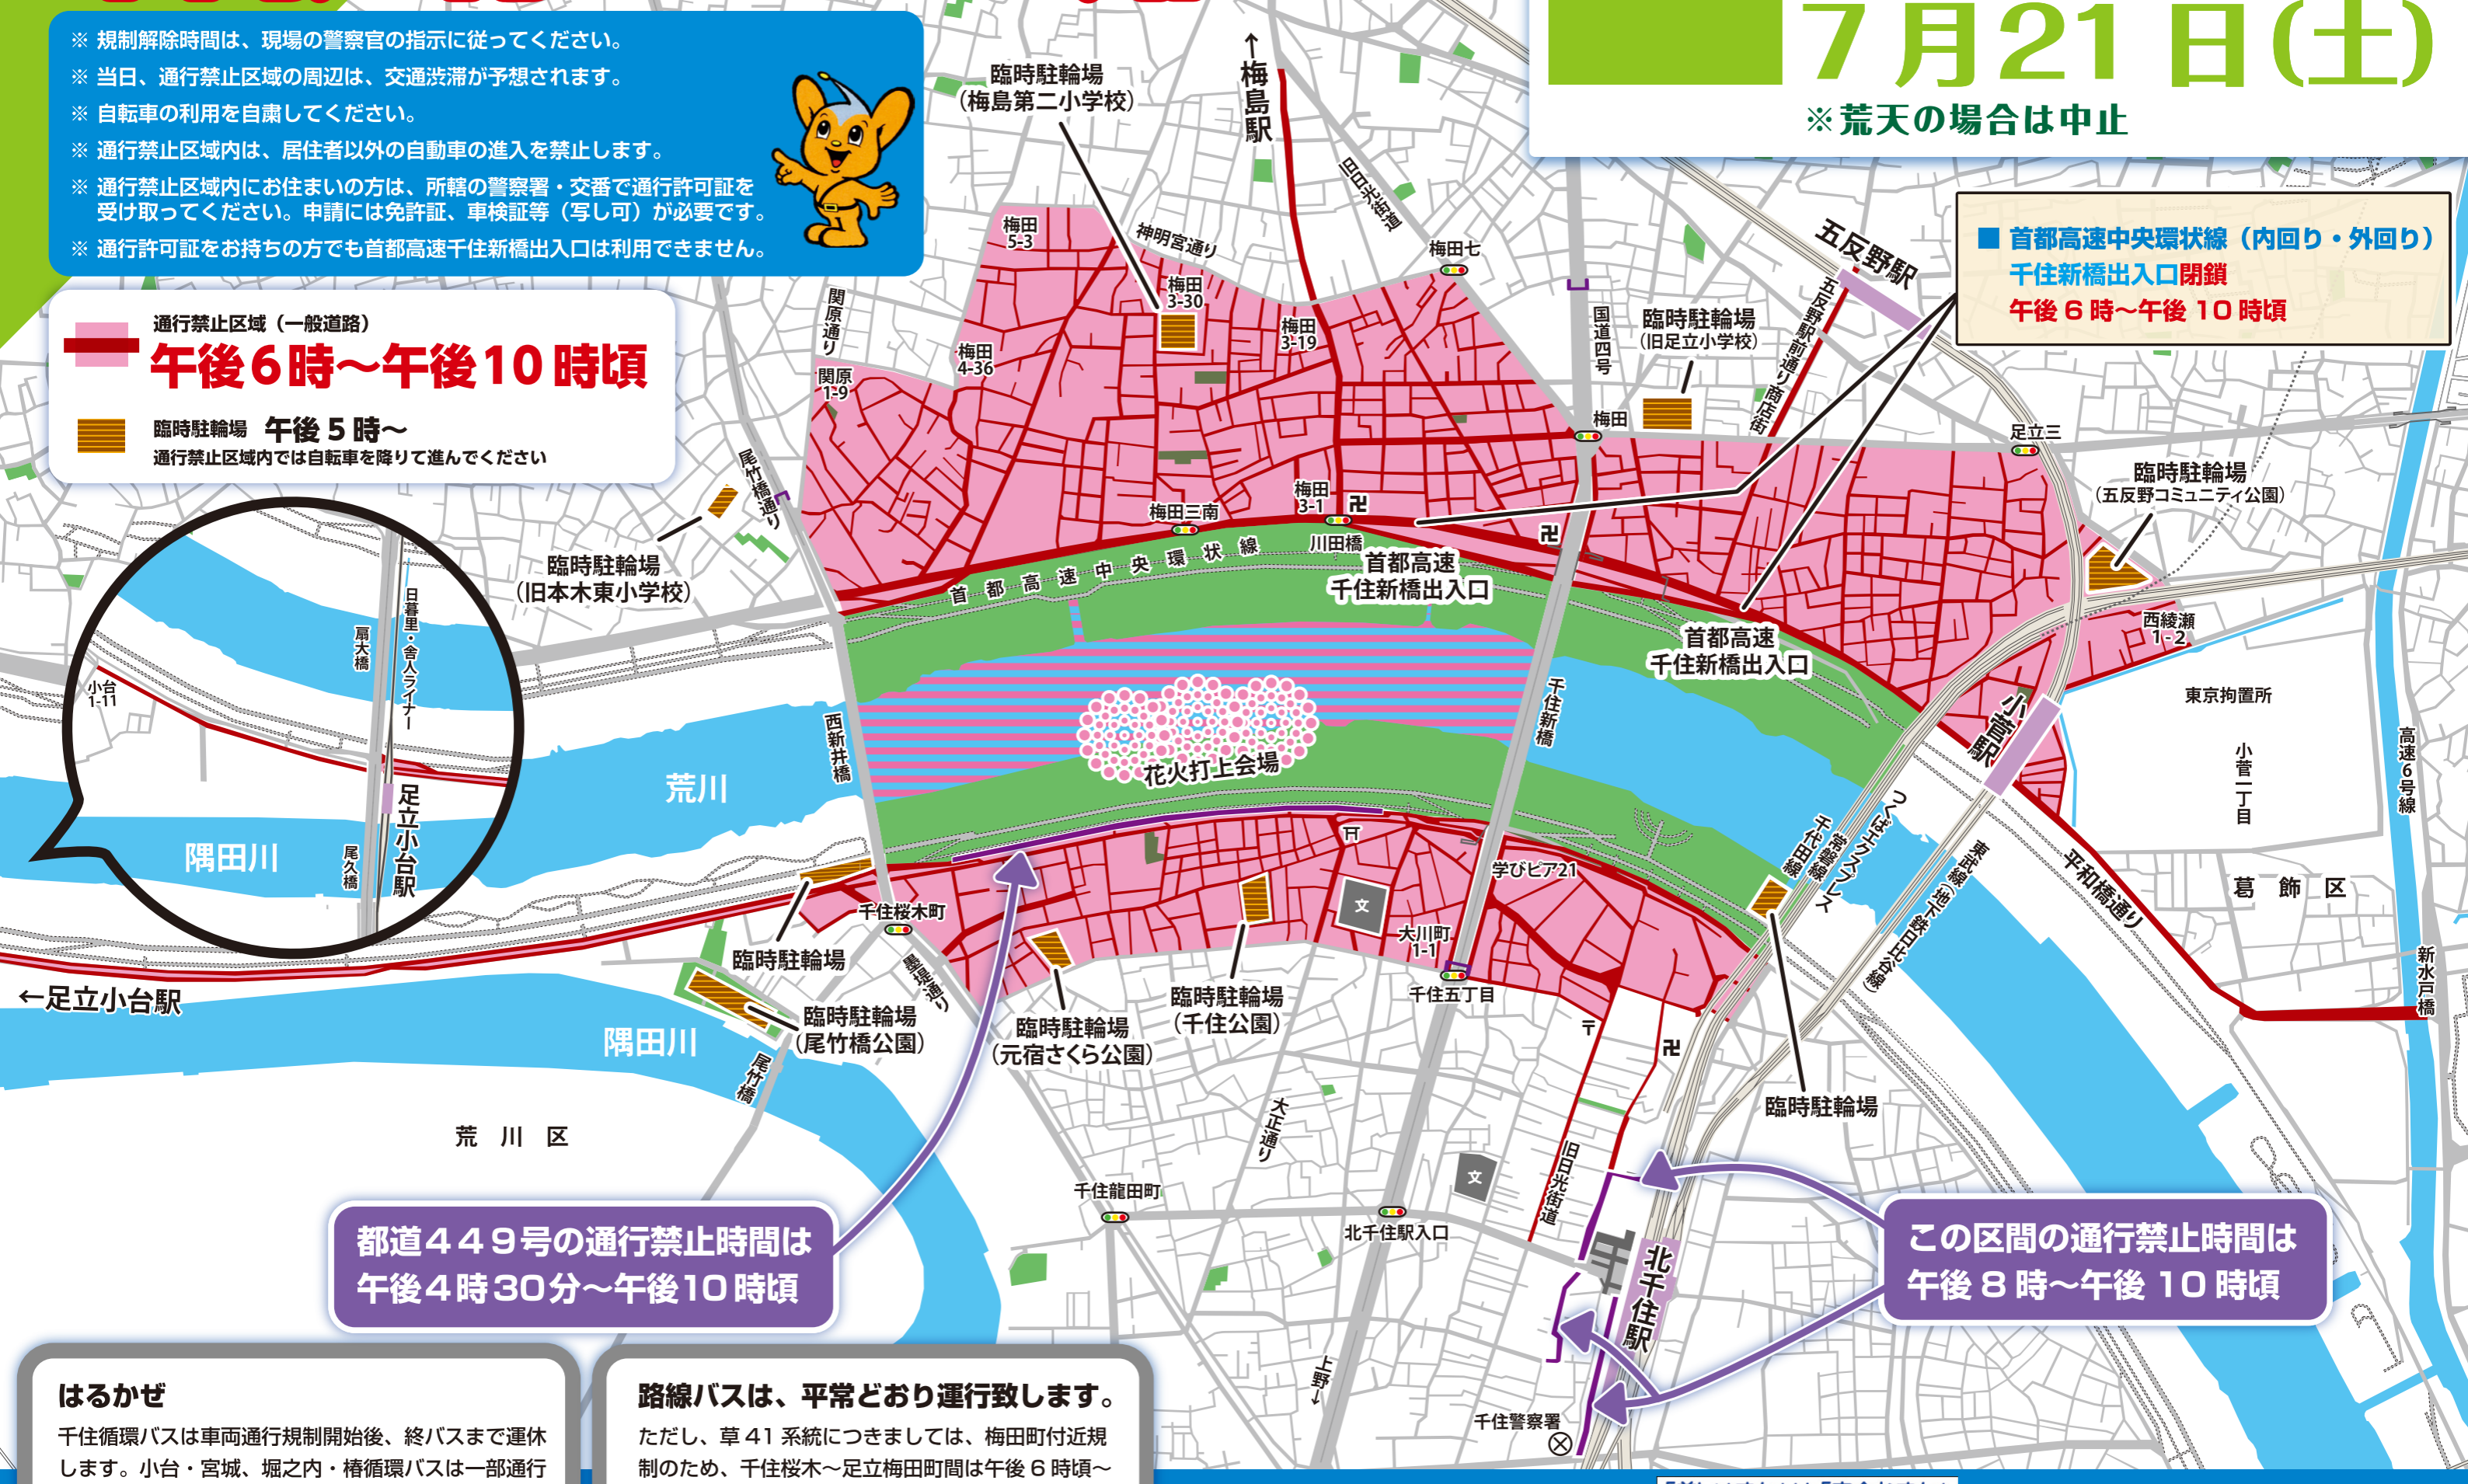 ※ 規制解除時間は、現場の警察官の指示に従ってください。
※ 当日、通行禁止区域の周辺は、交通渋滞が予想されます。
※ 自転車の利用を自粛してください。
※ 通行禁止区域内は、居住者以外の自動車の進入を禁止します。
※ 通行禁止区域内にお住まいの方は、所轄の警察署・交番で通行許可証を
受け取ってください。申請には免許証、車検証等（写し可）が必要です。
※ 通行許可証をお持ちの方でも首都高速千住新橋出入口は利用できません。
7月21日(土)
※荒天の場合は中止
■ 首都高速中央環状線（内回り・外回り）
千住新橋出入口閉鎖
午後6時〜午後10時頃
通行禁止区域（一般道路）
午後6時〜午後10時頃
臨時駐輪場 午後5時〜
通行禁止区域内では自転車を降りて進んでください
臨時駐輪場
（梅島第二小学校）
↑梅島駅
旧日光街道
梅田
5-3
神明宮通り
梅田七
梅田
3-30
梅田
3-19
関原通り
関原
1-9
梅田
4-36
国道四号
臨時駐輪場
（旧足立小学校）
五反野駅
五反野駅前通り商店街
梅田
足立三
臨時駐輪場
（五反野コミュニティ公園）
尾竹橋通り
臨時駐輪場
（旧本木東小学校）
梅田三南
梅田
3-1
卍
川田橋
卍
首都高速中央環状線
首都高速
千住新橋出入口
首都高速
千住新橋出入口
西綾瀬
1-2
東京拘置所
小菅一丁目
高速6号線
小菅駅
日暮里・舎人ライナー
扇大橋
小台
1-11
足立小台駅
尾久橋
隅田川
荒川
西新井橋
千住新橋
花火打上会場
学びピア21
つくばエクスプレス
常磐線
千代田線
東武線（地下鉄日比谷線）
平和橋通り
葛飾区
新水戸橋
千住桜木町
臨時駐輪場
墨堤通り
文
大川町
1-1
千住五丁目
←足立小台駅
臨時駐輪場
（尾竹橋公園）
臨時駐輪場
（元宿さくら公園）
臨時駐輪場
（千住公園）
隅田川
尾竹橋
〒
卍
臨時駐輪場
荒川区
大正通り
旧日光街道
文
千住龍田町
北千住駅入口
北千住駅
都道449号の通行禁止時間は
午後4時30分〜午後10時頃
この区間の通行禁止時間は
午後8時〜午後10時頃
上野↓
千住警察署
はるかぜ
千住循環バスは車両通行規制開始後、終バスまで運休
します。小台・宮城、堀之内・椿循環バスは一部通行
路線バスは、平常どおり運行致します。
ただし、草41系統につきましては、梅田町付近規
制のため、千住桜木〜足立梅田町間は午後6時頃〜